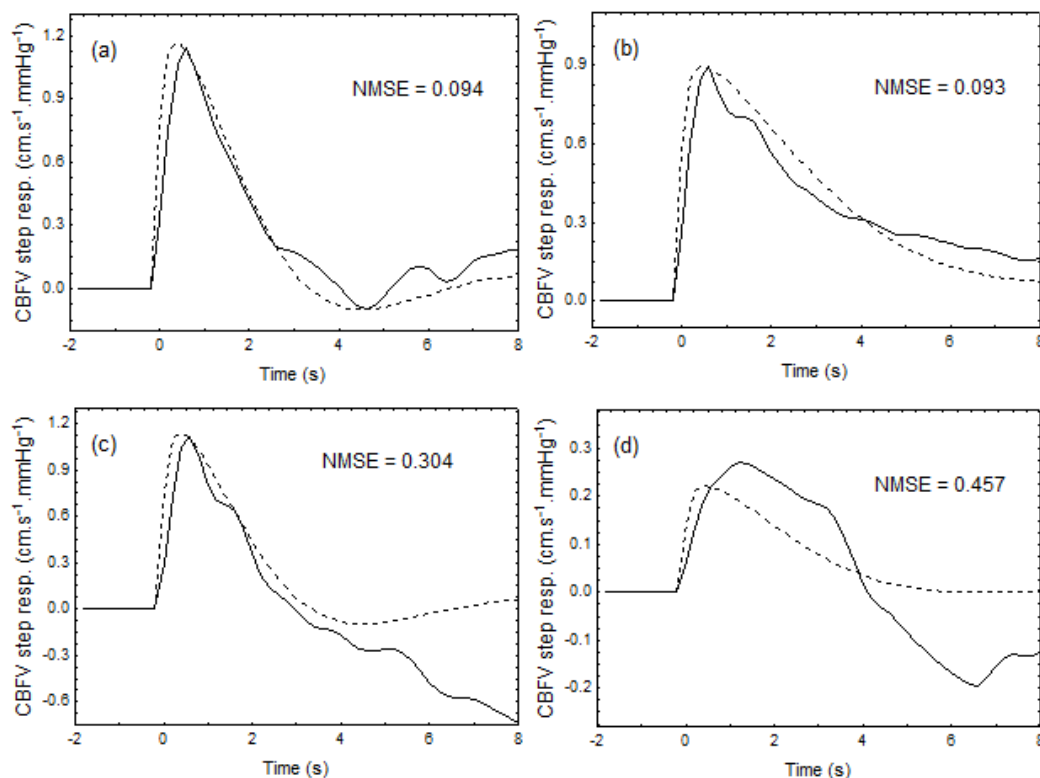 (a)
NMSE = 0.094
CBFV step resp. (cm.s⁻¹.mmHg⁻¹)
1.2
0.9
0.6
0.3
0.0
-2 0 2 4 6 8
Time (s)
(b)
NMSE = 0.093
CBFV step resp. (cm.s⁻¹.mmHg⁻¹)
0.9
0.6
0.3
0.0
-2 0 2 4 6 8
Time (s)
(c)
NMSE = 0.304
CBFV step resp. (cm.s⁻¹.mmHg⁻¹)
1.2
0.9
0.6
0.3
0.0
-0.3
-0.6
-2 0 2 4 6 8
Time (s)
(d)
NMSE = 0.457
CBFV step resp. (cm.s⁻¹.mmHg⁻¹)
0.3
0.2
0.1
0.0
-0.1
-0.2
-2 0 2 4 6 8
Time (s)